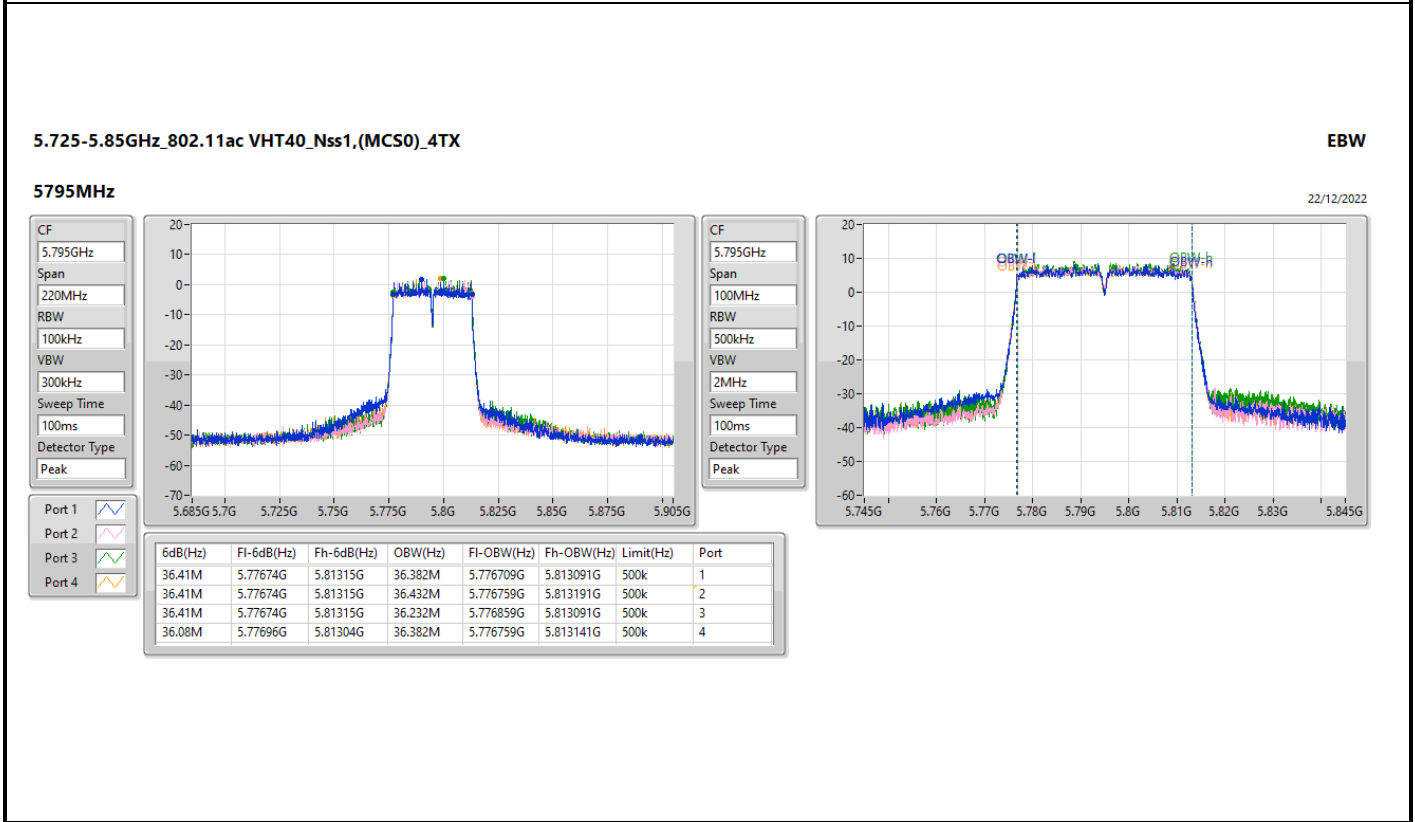 5.725-5.85GHz_802.11ac VHT40_Nss1,(MCS0)_4TX
EBW
5795MHz
22/12/2022
CF
5.795GHz
Span
220MHz
RBW
100kHz
VBW
300kHz
Sweep Time
100ms
Detector Type
Peak
20
10
0
-10
-20
-30
-40
-50
-60
-70
5.685G 5.7G 5.725G 5.75G 5.775G 5.8G 5.825G 5.85G 5.875G 5.905G
CF
5.795GHz
Span
100MHz
RBW
500kHz
VBW
2MHz
Sweep Time
100ms
Detector Type
Peak
20
10
0
-10
-20
-30
-40
-50
-60
OBW-l
OBW-h
OBW-h
5.745G 5.76G 5.77G 5.78G 5.79G 5.8G 5.81G 5.82G 5.83G 5.845G
Port 1
Port 2
Port 3
Port 4
6dB(Hz) Fl-6dB(Hz) Fh-6dB(Hz) OBW(Hz) Fl-OBW(Hz) Fh-OBW(Hz) Limit(Hz) Port
36.41M 5.77674G 5.81315G 36.382M 5.776709G 5.813091G 500k 1
36.41M 5.77674G 5.81315G 36.432M 5.776759G 5.813191G 500k 2
36.41M 5.77674G 5.81315G 36.232M 5.776859G 5.813091G 500k 3
36.08M 5.77696G 5.81304G 36.382M 5.776759G 5.813141G 500k 4